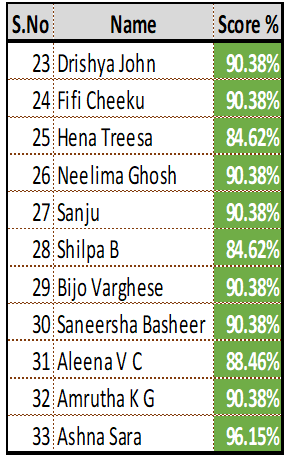 S.No Name Score %
23 Drishya John 90.38%
24 Fifi Cheeku 90.38%
25 Hena Treesa 84.62%
26 Neelima Ghosh 90.38%
27 Sanju 90.38%
28 Shilpa B 84.62%
29 Bijo Varghese 90.38%
30 Saneersha Basheer 90.38%
31 Aleena V C 88.46%
32 Amrutha K G 90.38%
33 Ashna Sara 96.15%